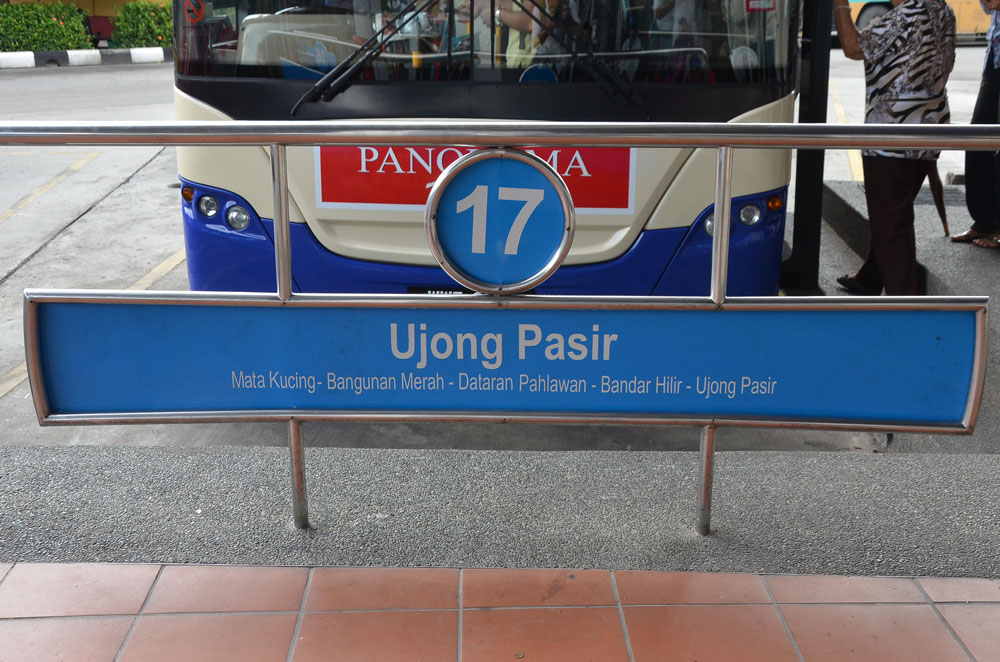 17
Ujong Pasir
Mata Kucing- Bangunan Merah - Dataran Pahlawan - Bandar Hilir - Ujong Pasir